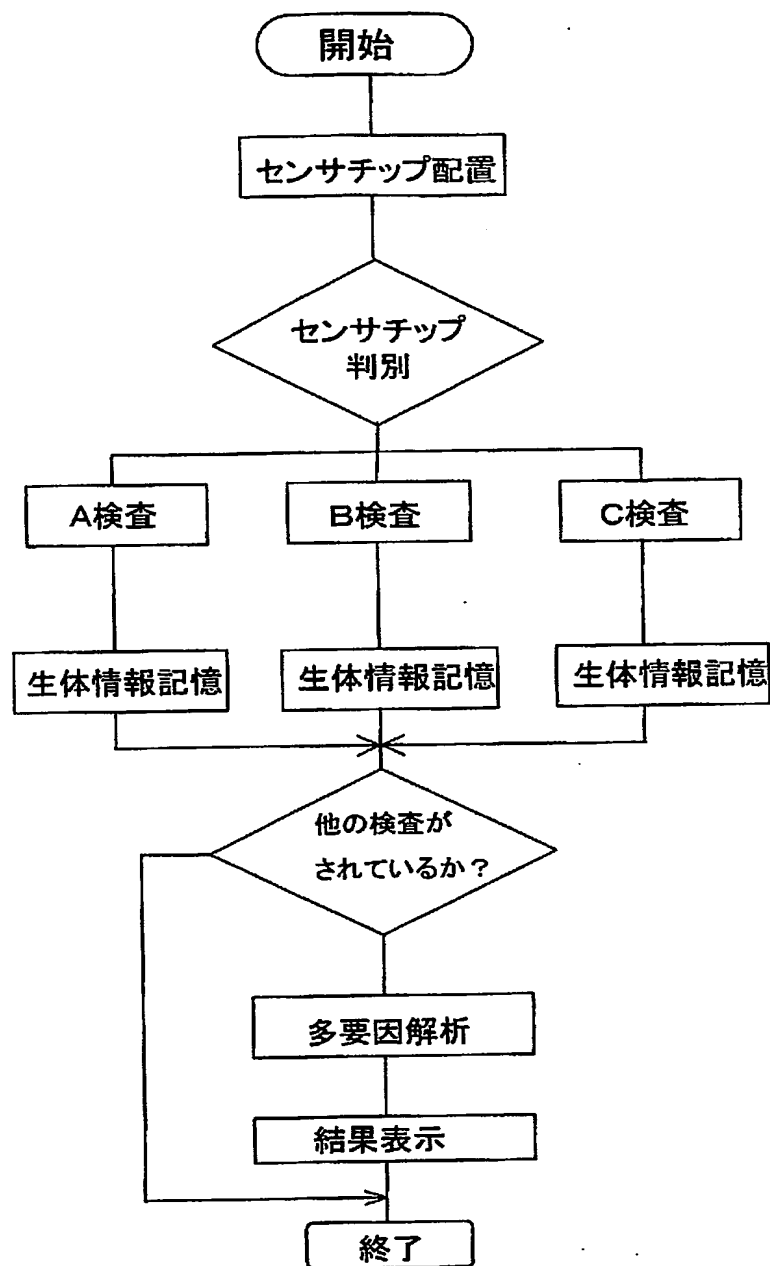 開始
センサチップ配置
センサチップ
判別
A検査
B検査
C検査
生体情報記憶
生体情報記憶
生体情報記憶
他の検査が
されているか？
多要因解析
結果表示
終了